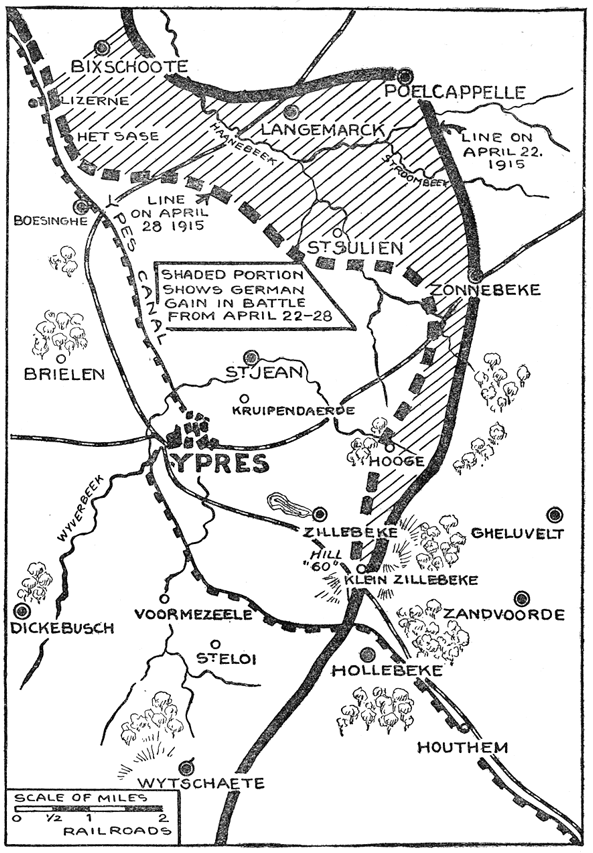 BIXSCHOOTE
POELCAPPELLE
LIZERNE
LANGEMARCK
HET SASE
HAANEBEEK
STROOMBEEK
LINE ON
APRIL 22.
1915
LINE
ON APRIL
28 1915
BOESINGHE
YPRES CANAL
ST SULIEN
SHADED PORTION
SHOWS GERMAN
GAIN IN BATTLE
FROM APRIL 22-28
ZONNEBEKE
BRIELEN
ST JEAN
KRUIPENDAERDE
YPRES
HOOGE
WYVERBEEK
ZILLEBEKE
GHELUVELT
HILL
"60"
KLEIN ZILLEBEKE
DICKEBUSCH
VOORMEZEELE
ZANDVOORDE
ST ELOI
HOLLEBEKE
HOUTHEM
WYTSCHAETE
SCALE OF MILES
0 1/2 1 2
RAILROADS